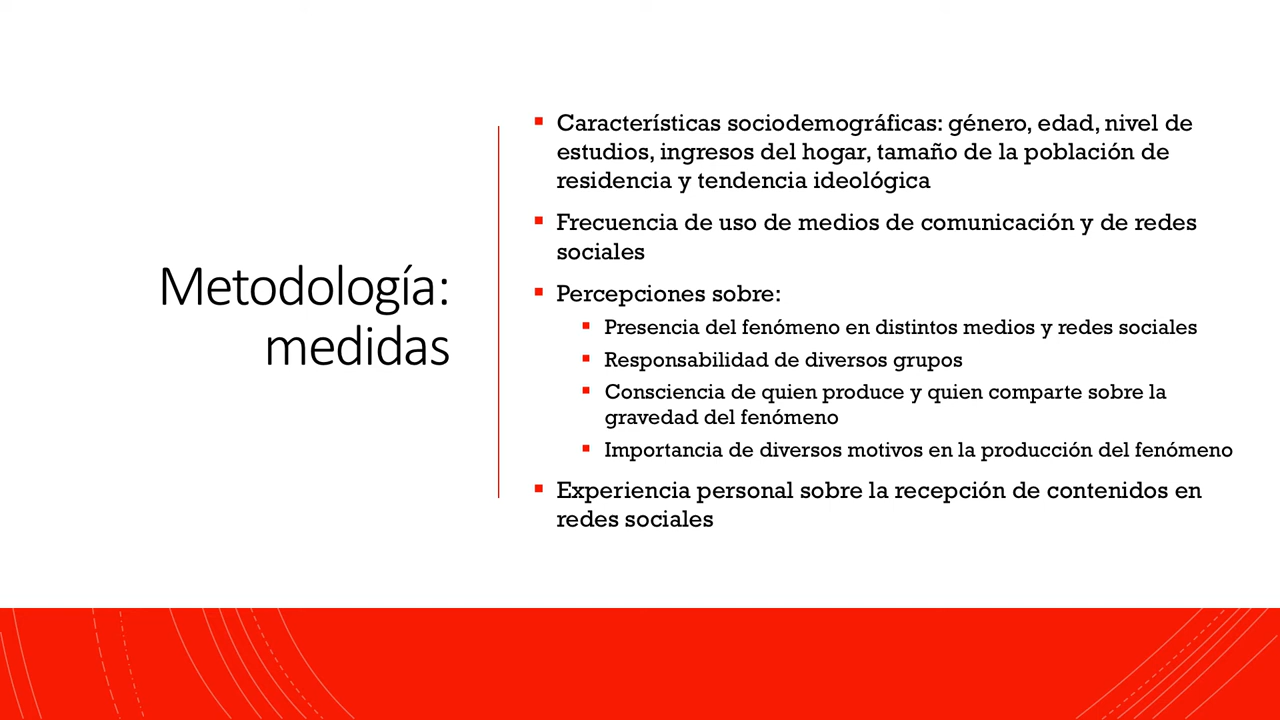 Metodología:
medidas
Características sociodemográficas: género, edad, nivel de
estudios, ingresos del hogar, tamaño de la población de
residencia y tendencia ideológica
Frecuencia de uso de medios de comunicación y de redes
sociales
Percepciones sobre:
Presencia del fenómeno en distintos medios y redes sociales
Responsabilidad de diversos grupos
Consciencia de quien produce y quien comparte sobre la
gravedad del fenómeno
Importancia de diversos motivos en la producción del fenómeno
Experiencia personal sobre la recepción de contenidos en
redes sociales